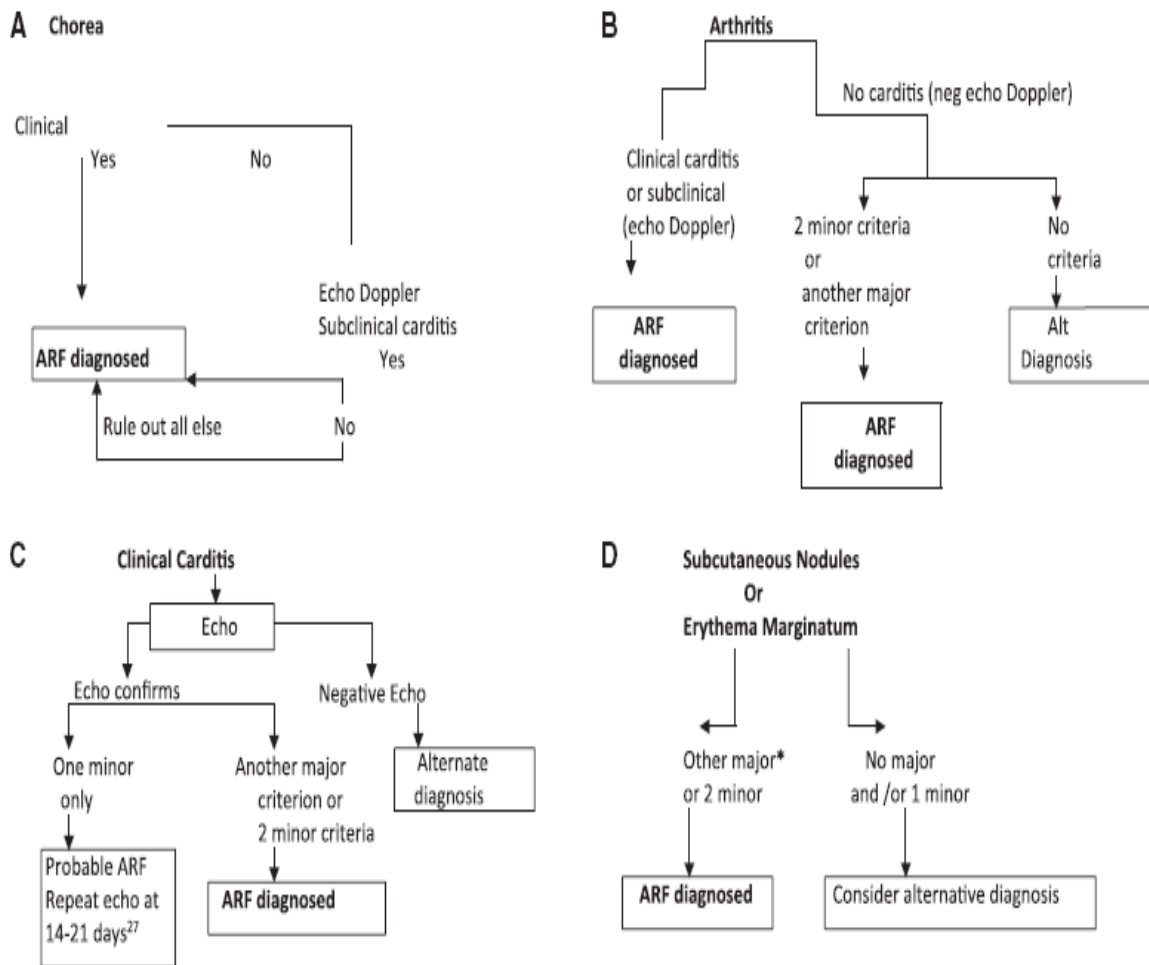 A Chorea
Clinical
Yes
No
Echo Doppler
Subclinical carditis
Yes
ARF diagnosed
Rule out all else
No
B Arthritis
No carditis (neg echo Doppler)
Clinical carditis
or subclinical
(echo Doppler)
2 minor criteria
or
another major
criterion
No
criteria
ARF
diagnosed
Alt
Diagnosis
ARF
diagnosed
C Clinical Carditis
Echo
Echo confirms
Negative Echo
One minor
only
Another major
criterion or
2 minor criteria
Alternate
diagnosis
Probable ARF
Repeat echo at
14-21 days27
ARF diagnosed
D Subcutaneous Nodules
Or
Erythema Marginatum
Other major*
or 2 minor
No major
and /or 1 minor
ARF diagnosed
Consider alternative diagnosis